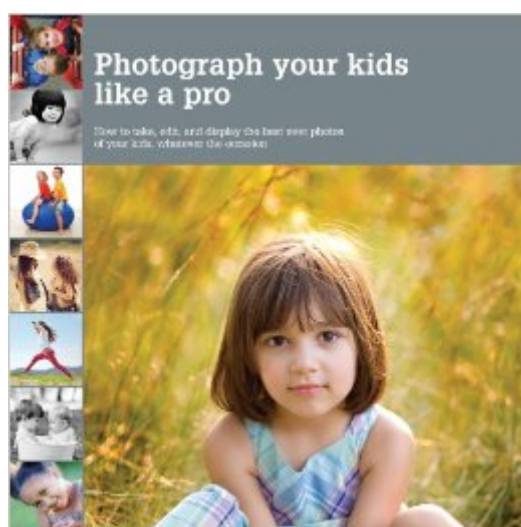 Photograph your kids
like a pro
How to take, edit, and display the best ever photos
of your kids, whatever the occasion